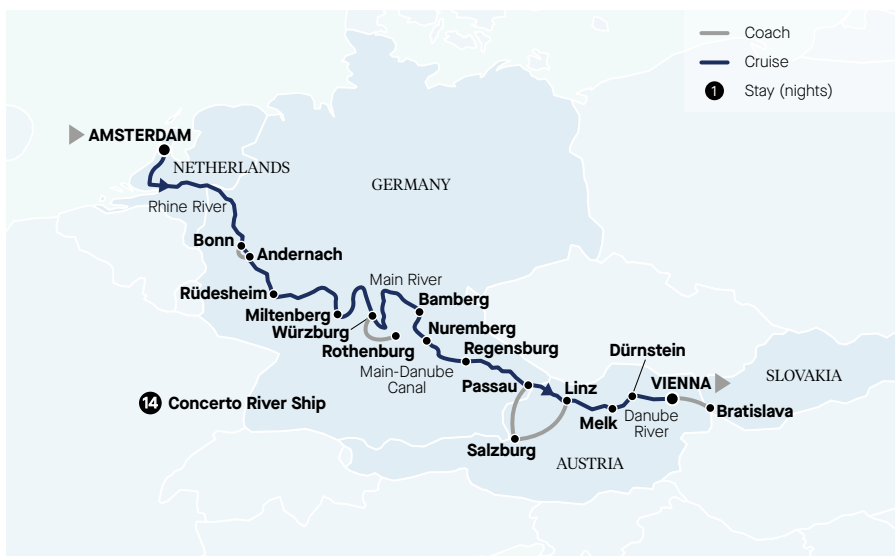 Coach
Cruise
1 Stay (nights)
AMSTERDAM
NETHERLANDS
GERMANY
Rhine River
Bonn
Andernach
Rüdesheim
Main River
Miltenberg
Bamberg
Würzburg
Nuremberg
Rothenburg
Regensburg
Main-Danube
Canal
Dürnstein
Passau
Linz
VIENNA
SLOVAKIA
14 Concerto River Ship
Melk
Danube
River
Bratislava
Salzburg
AUSTRIA